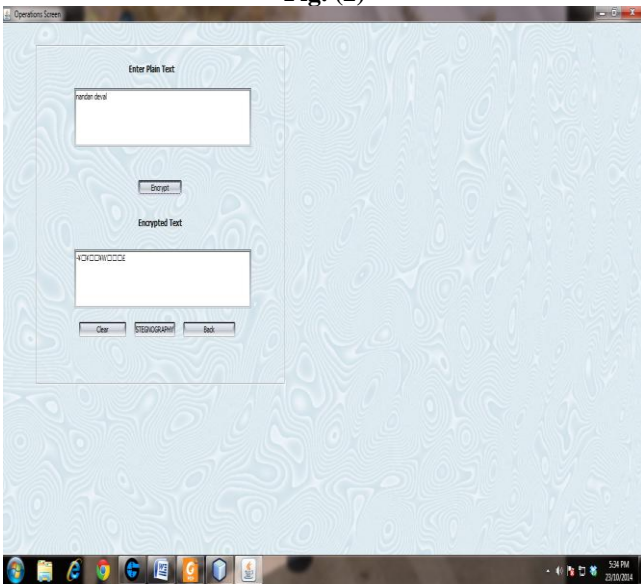 Fig. (2)
Operations Screen
Enter Plain Text
nandan deval
Encrypt
Encrypted Text
Clear STEGNOGRAPHY Back
5:34 PM
23/10/2014